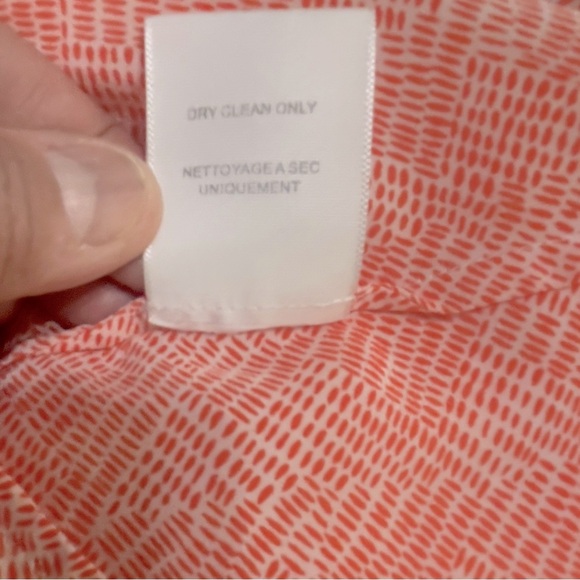 DRY CLEAN ONLY
NETTOYAGE A SEC
UNIQUEMENT